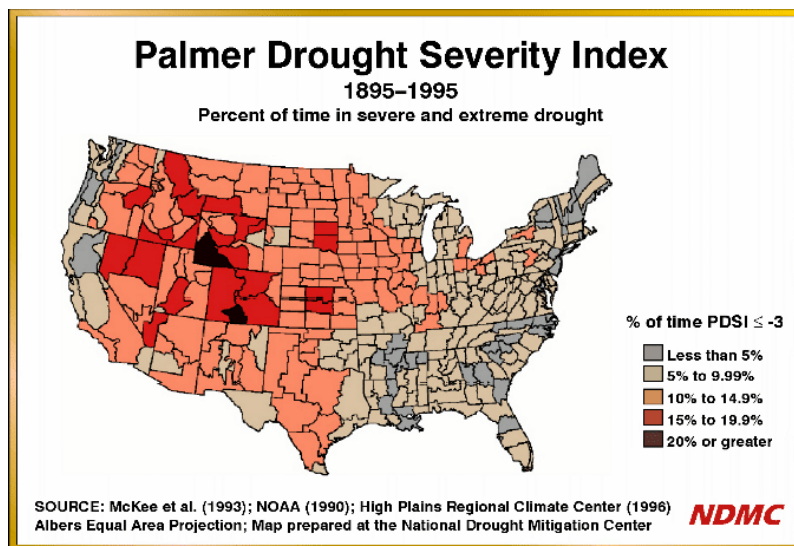 Palmer Drought Severity Index
1895–1995
Percent of time in severe and extreme drought
% of time PDSI ≤ -3
Less than 5%
5% to 9.99%
10% to 14.9%
15% to 19.9%
20% or greater
SOURCE: McKee et al. (1993); NOAA (1990); High Plains Regional Climate Center (1996)
Albers Equal Area Projection; Map prepared at the National Drought Mitigation Center
NDMC